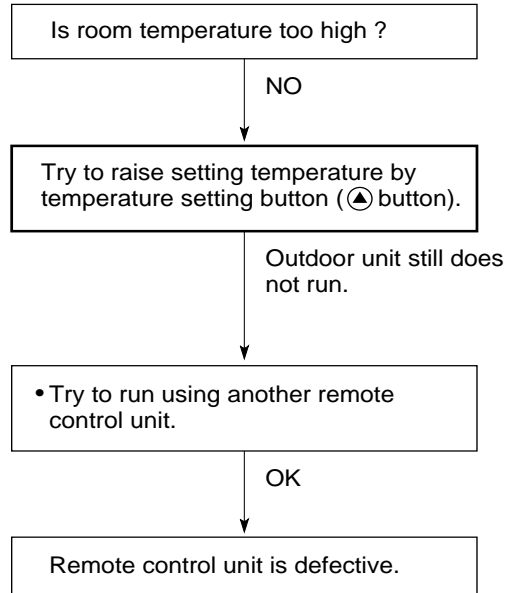 Is room temperature too high ?
NO
Try to raise setting temperature by
temperature setting button (▲ button).
Outdoor unit still does
not run.
• Try to run using another remote
control unit.
OK
Remote control unit is defective.